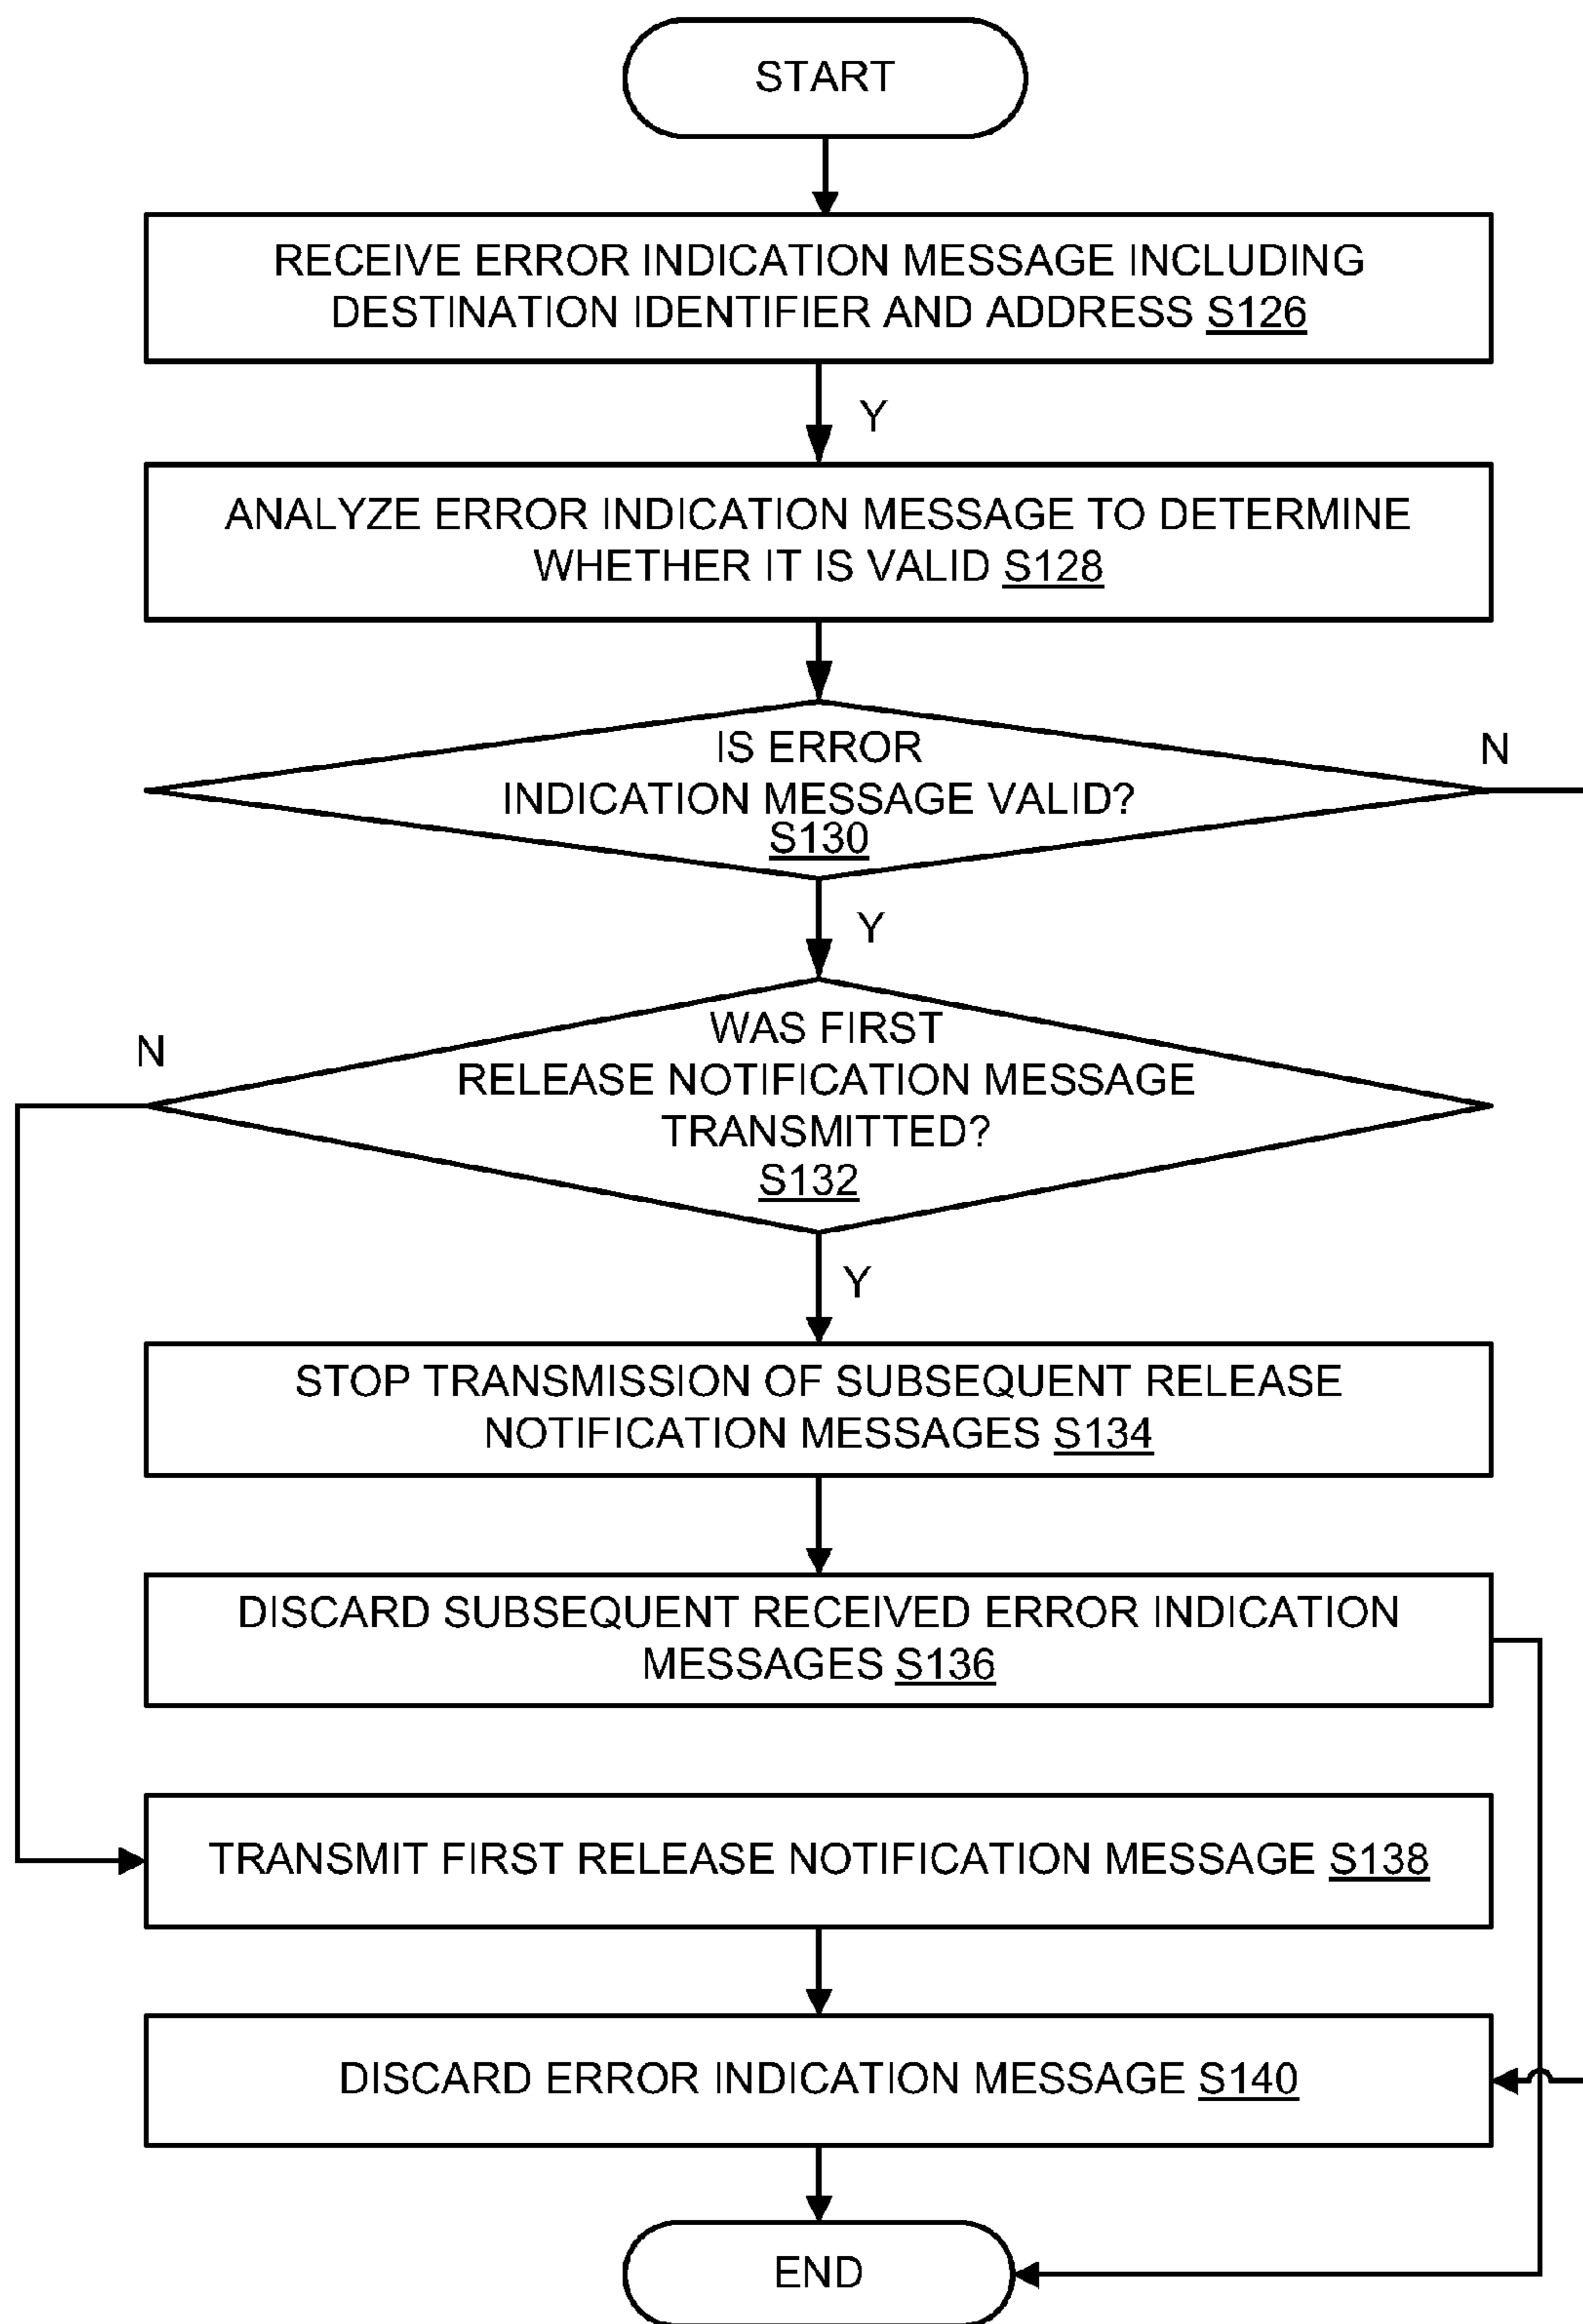 START
RECEIVE ERROR INDICATION MESSAGE INCLUDING
DESTINATION IDENTIFIER AND ADDRESS S126
Y
ANALYZE ERROR INDICATION MESSAGE TO DETERMINE
WHETHER IT IS VALID S128
IS ERROR
INDICATION MESSAGE VALID?
S130
N
Y
WAS FIRST
RELEASE NOTIFICATION MESSAGE
TRANSMITTED?
S132
N
Y
STOP TRANSMISSION OF SUBSEQUENT RELEASE
NOTIFICATION MESSAGES S134
DISCARD SUBSEQUENT RECEIVED ERROR INDICATION
MESSAGES S136
TRANSMIT FIRST RELEASE NOTIFICATION MESSAGE S138
DISCARD ERROR INDICATION MESSAGE S140
END